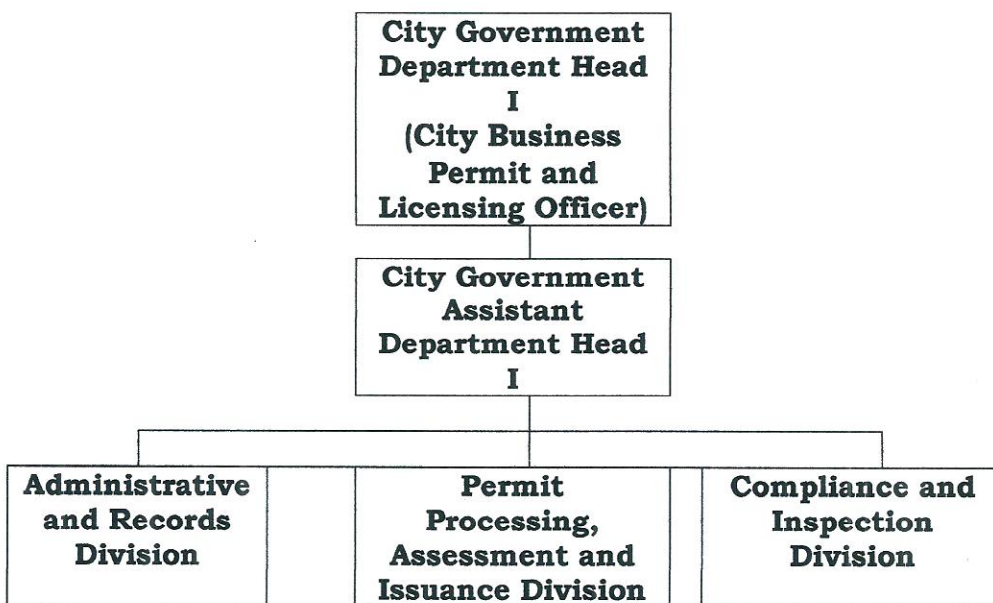 City Government
Department Head
I
(City Business
Permit and
Licensing Officer)
City Government
Assistant
Department Head
I
Administrative
and Records
Division
Permit
Processing,
Assessment and
Issuance Division
Compliance and
Inspection
Division